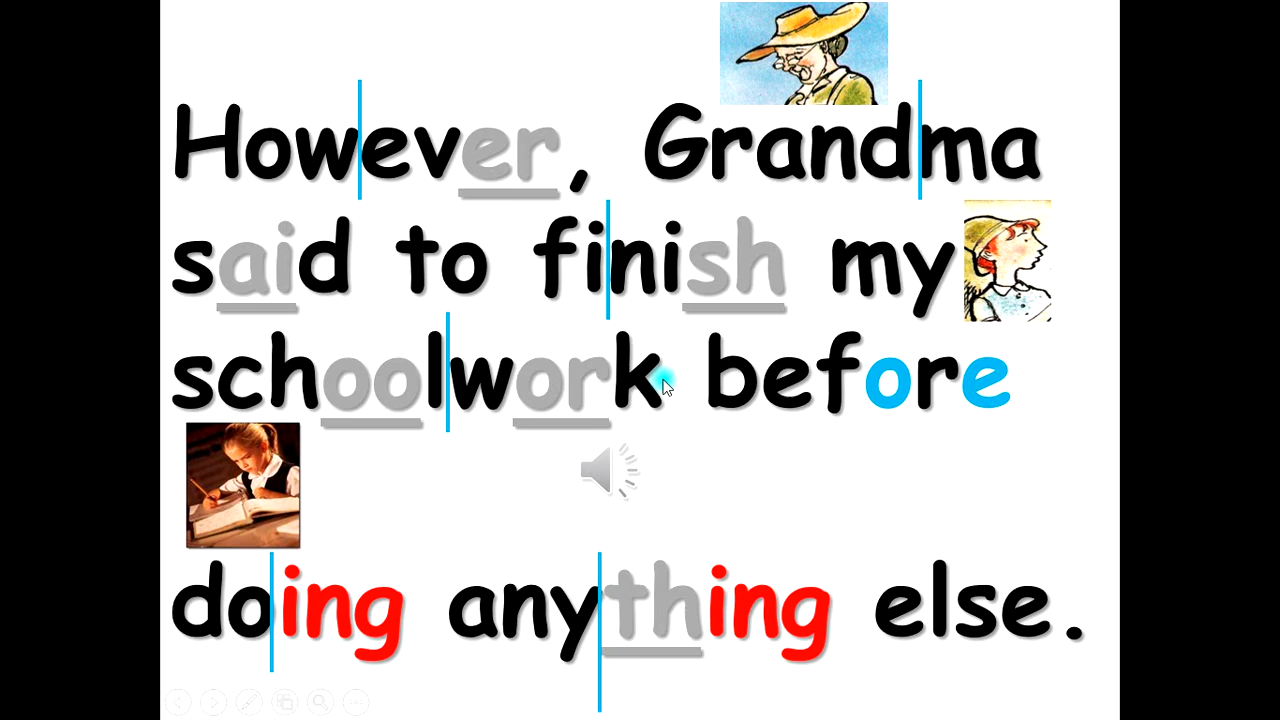 However, Grandma
said to finish my
schoolwork before
doing anything else.